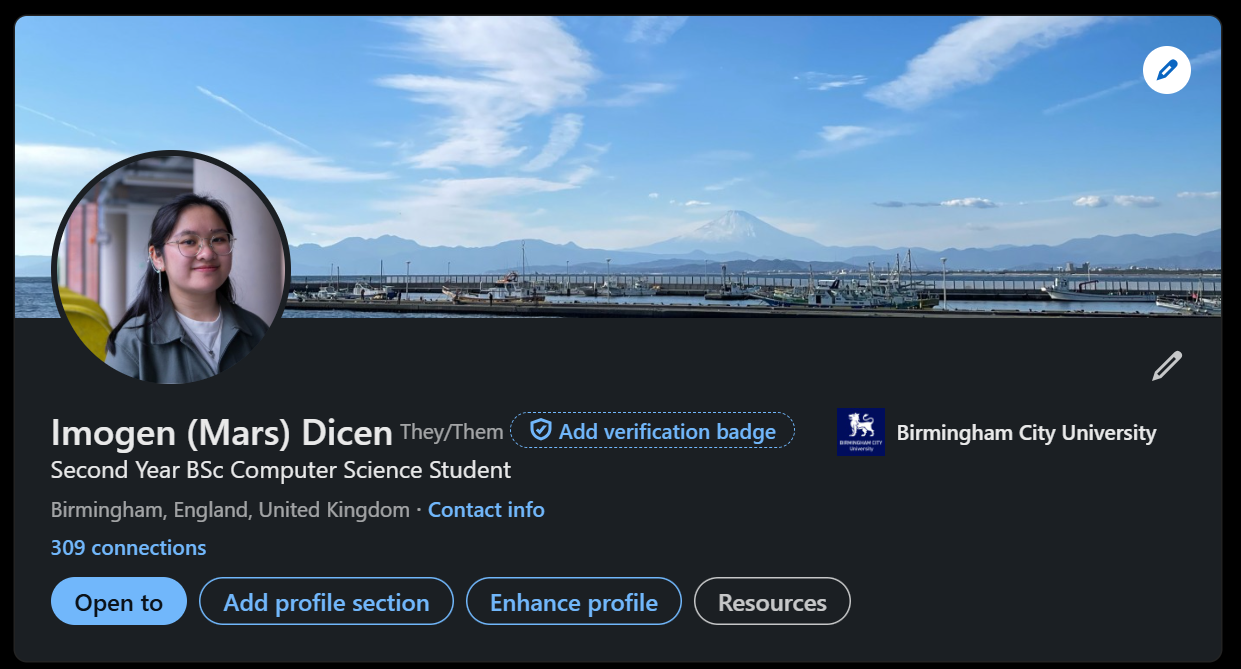 Imogen (Mars) Dicen They/Them Add verification badge
Second Year BSc Computer Science Student
Birmingham, England, United Kingdom · Contact info
309 connections
Open to Add profile section Enhance profile Resources
BIRMINGHAM CITY
University
Birmingham City University